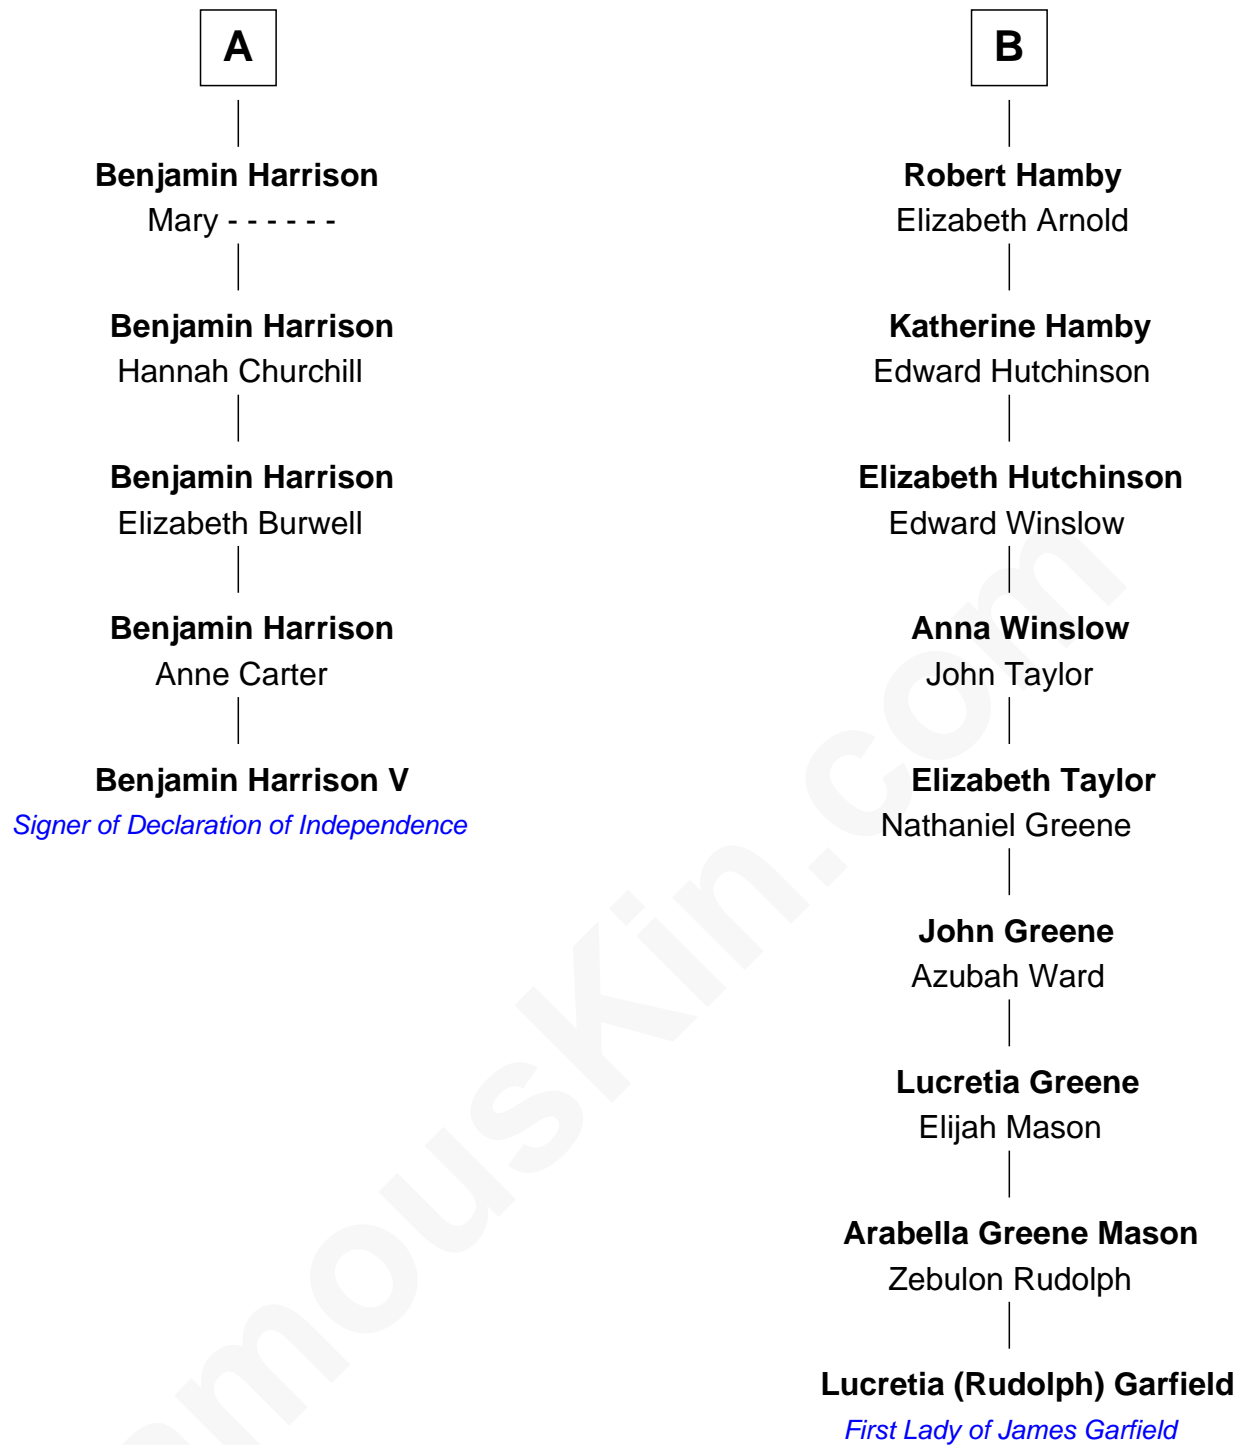 A
Benjamin Harrison
Mary - - - - - -
Benjamin Harrison
Hannah Churchill
Benjamin Harrison
Elizabeth Burwell
Benjamin Harrison
Anne Carter
Benjamin Harrison V
Signer of Declaration of Independence
B
Robert Hamby
Elizabeth Arnold
Katherine Hamby
Edward Hutchinson
Elizabeth Hutchinson
Edward Winslow
Anna Winslow
John Taylor
Elizabeth Taylor
Nathaniel Greene
John Greene
Azubah Ward
Lucretia Greene
Elijah Mason
Arabella Greene Mason
Zebulon Rudolph
Lucretia (Rudolph) Garfield
First Lady of James Garfield
amousKin.com